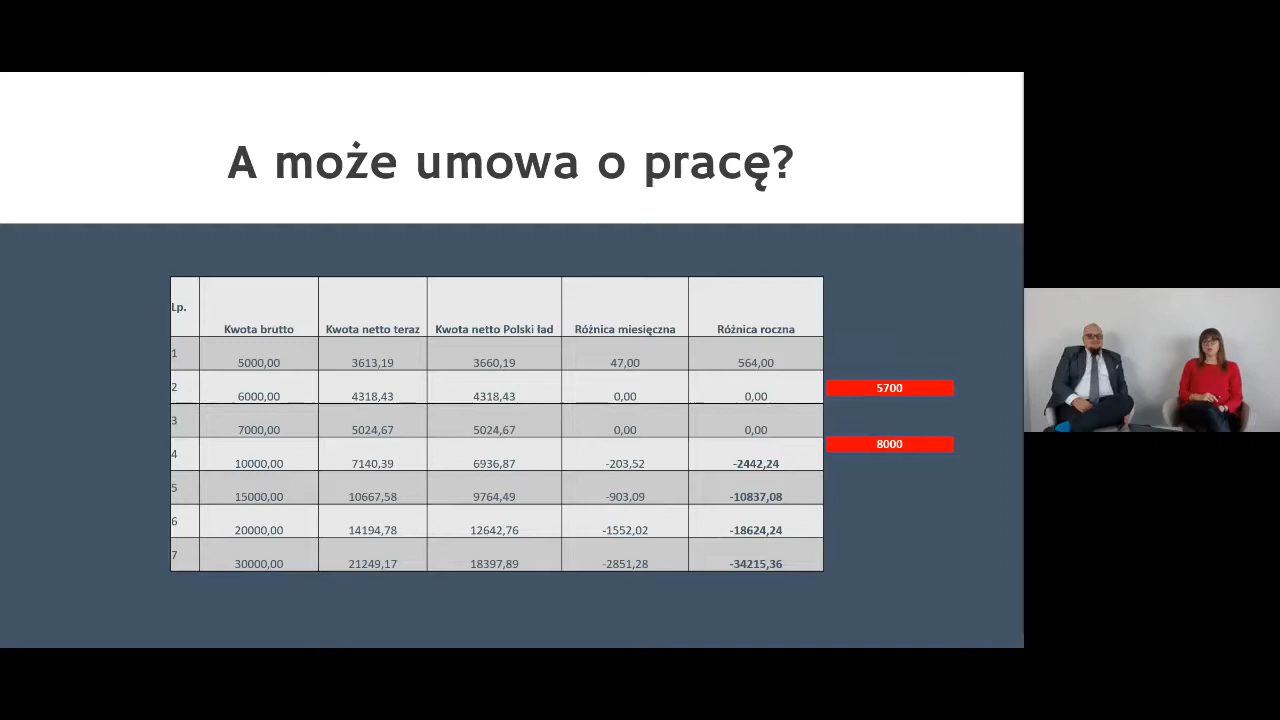 A może umowa o pracę?
Lp. Kwota brutto Kwota netto teraz Kwota netto Polski ład Różnica miesięczna Różnica roczna
1 5000,00 3613,19 3660,19 47,00 564,00
2 6000,00 4318,43 4318,43 0,00 0,00 5700
3 7000,00 5024,67 5024,67 0,00 0,00
8000
4 10000,00 7140,39 6936,87 -203,52 -2442,24
5 15000,00 10667,58 9764,49 -903,09 -10837,08
6 20000,00 14194,78 12642,76 -1552,02 -18624,24
7 30000,00 21249,17 18397,89 -2851,28 -34215,36